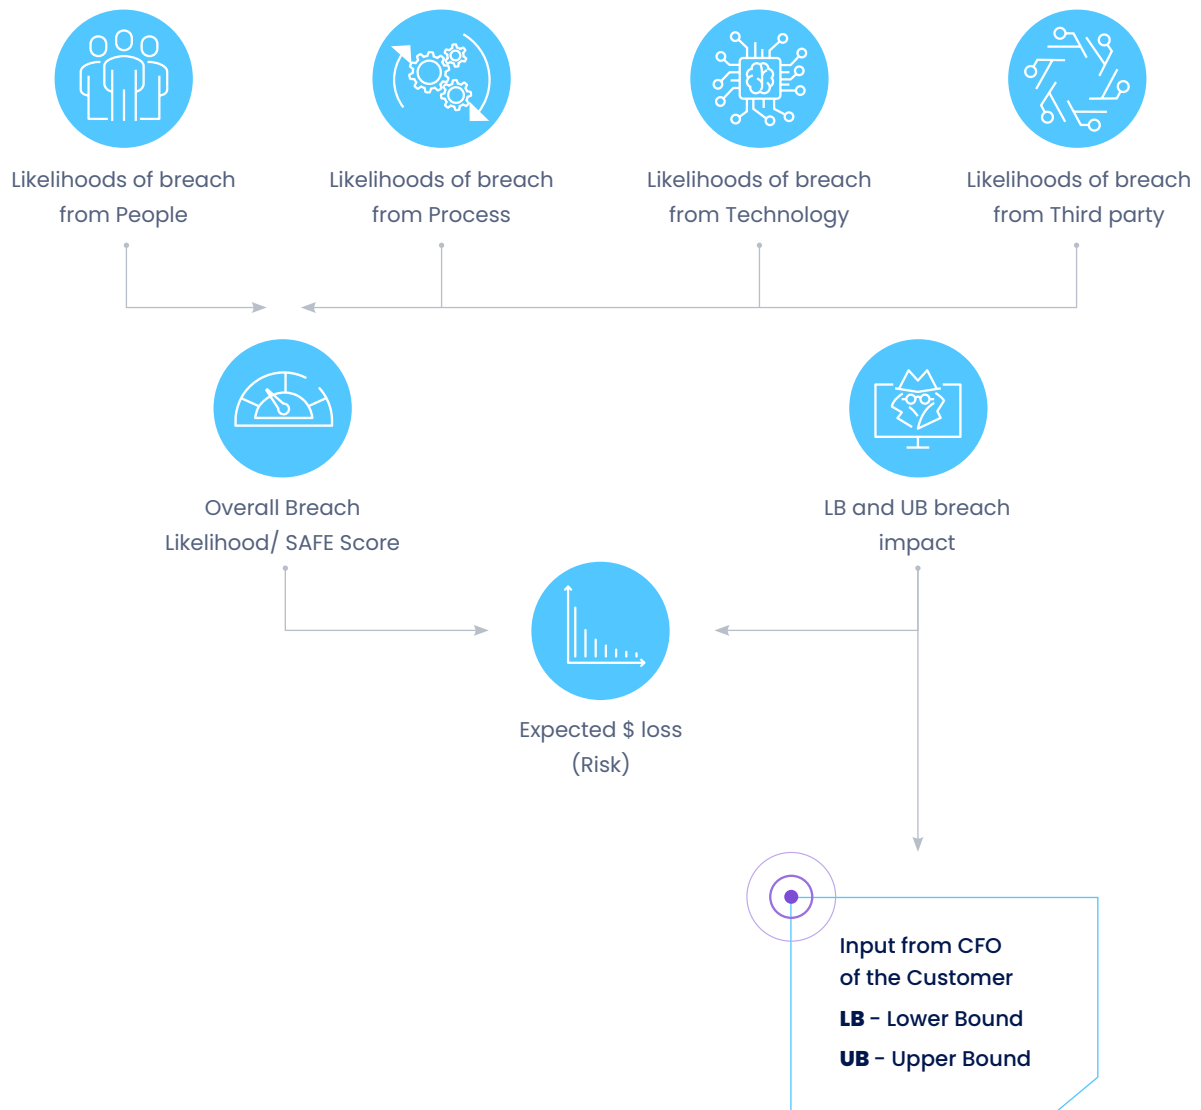 Likelihoods of breach
from People
Likelihoods of breach
from Process
Likelihoods of breach
from Technology
Likelihoods of breach
from Third party
Overall Breach
Likelihood/ SAFE Score
LB and UB breach
impact
Expected $ loss
(Risk)
Input from CFO
of the Customer
LB - Lower Bound
UB - Upper Bound